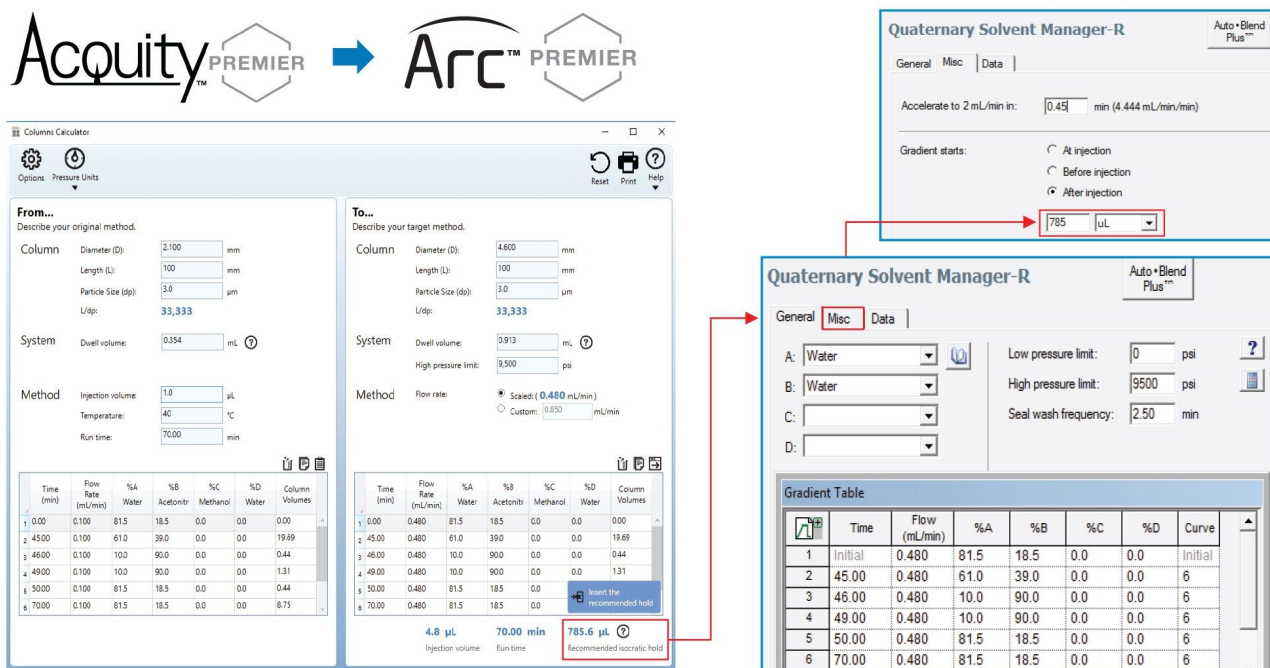 Acquity™ PREMIER
Arc™ PREMIER
Columns Calculator
Options Pressure Units
Reset Print Help
From...
Describe your original method.
Column Diameter (D): 2.100 mm
Length (L): 100 mm
Particle Size (dp): 3.0 µm
L/dp: 33,333
System Dwell volume: 0.354 mL ?
Method Injection volume: 1.0 µL
Temperature: 40 °C
Run time: 70.00 min
Time (min) Flow Rate (mL/min) %A Water %B Acetonitr %C Methanol %D Water Column Volumes
1 0.00 0.100 81.5 18.5 0.0 0.0 0.00
2 45.00 0.100 61.0 39.0 0.0 0.0 19.69
3 46.00 0.100 10.0 90.0 0.0 0.0 0.44
4 49.00 0.100 10.0 90.0 0.0 0.0 1.31
5 50.00 0.100 81.5 18.5 0.0 0.0 0.44
6 70.00 0.100 81.5 18.5 0.0 0.0 8.75
To...
Describe your target method.
Column Diameter (D): 4.600 mm
Length (L): 100 mm
Particle Size (dp): 3.0 µm
L/dp: 33,333
System Dwell volume: 0.913 mL ?
High pressure limit: 9,500 psi
Method Flow rate: Scaled: ( 0.480 mL/min )
Custom: 0.850 mL/min
Time (min) Flow Rate (mL/min) %A Water %B Acetonitr %C Methanol %D Water Column Volumes
1 0.00 0.480 81.5 18.5 0.0 0.0 0.00
2 45.00 0.480 61.0 39.0 0.0 0.0 19.69
3 46.00 0.480 10.0 90.0 0.0 0.0 0.44
4 49.00 0.480 10.0 90.0 0.0 0.0 1.31
5 50.00 0.480 81.5 18.5 0.0
6 70.00 0.480 81.5 18.5 0.0
Insert the
recommended hold
4.8 µL 70.00 min 785.6 µL ?
Injection volume Run time Recommended isocratic hold
Quaternary Solvent Manager-R
Auto•Blend
Plus™
General Misc Data
Accelerate to 2 mL/min in: 0.45 min (4.444 mL/min/min)
Gradient starts: At injection
Before injection
After injection
785 uL
Quaternary Solvent Manager-R
Auto•Blend
Plus™
General Misc Data
A: Water Low pressure limit: 0 psi ?
B: Water High pressure limit: 9500 psi
C: Seal wash frequency: 2.50 min
D:
Gradient Table
Time Flow (mL/min) %A %B %C %D Curve
1 Initial 0.480 81.5 18.5 0.0 0.0 Initial
2 45.00 0.480 61.0 39.0 0.0 0.0 6
3 46.00 0.480 10.0 90.0 0.0 0.0 6
4 49.00 0.480 10.0 90.0 0.0 0.0 6
5 50.00 0.480 81.5 18.5 0.0 0.0 6
6 70.00 0.480 81.5 18.5 0.0 0.0 6